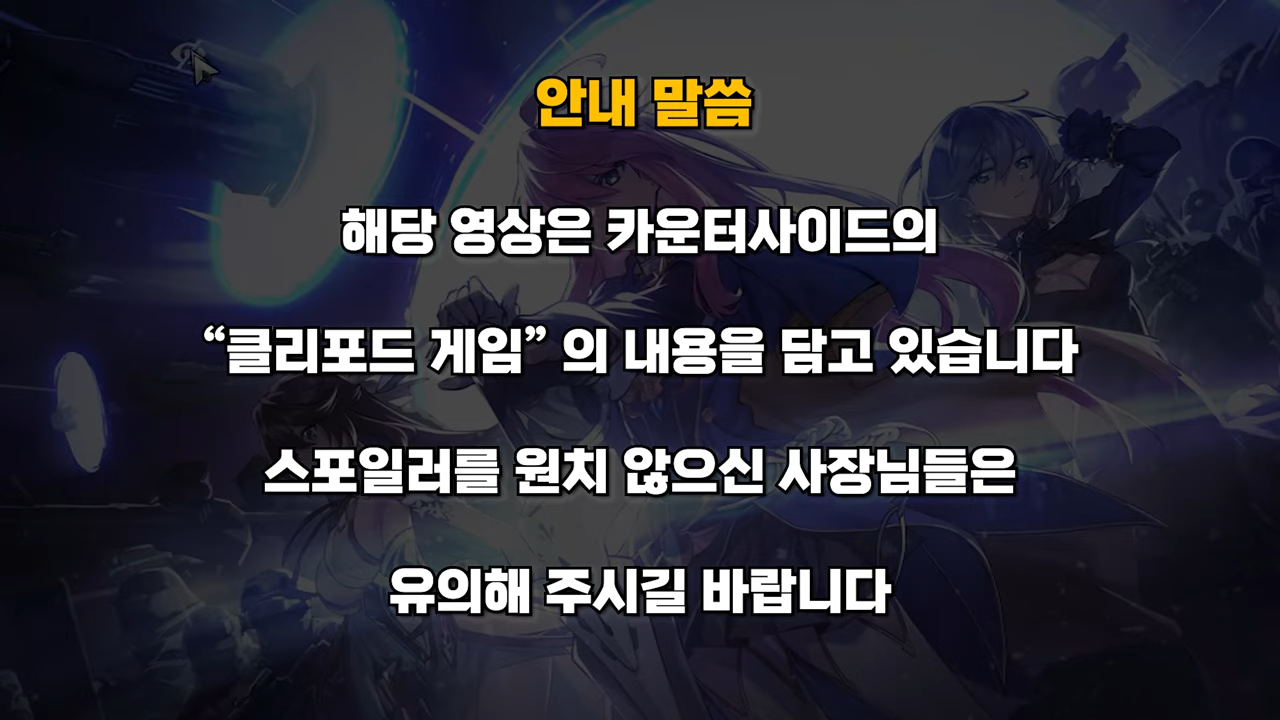 안내 말씀
해당 영상은 카운터사이드의
“클리포드 게임” 의 내용을 담고 있습니다
스포일러를 원치 않으신 사장님들은
유의해 주시길 바랍니다